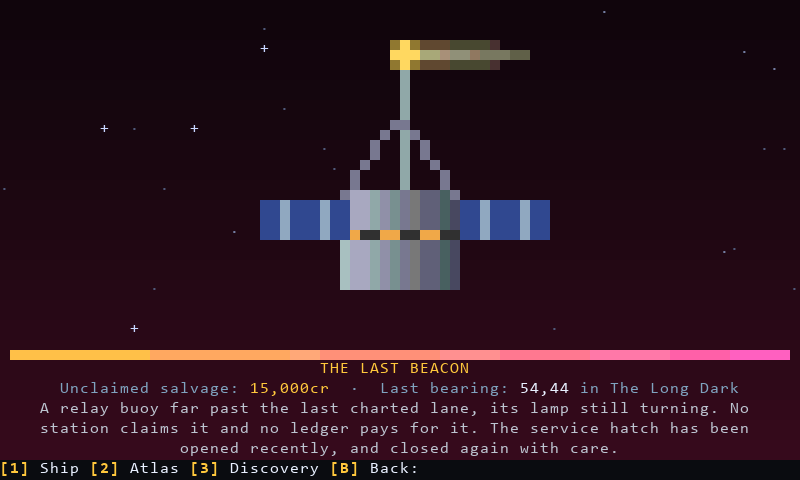 THE LAST BEACON
Unclaimed salvage: 15,000cr · Last bearing: 54,44 in The Long Dark
A relay buoy far past the last charted lane, its lamp still turning. No
station claims it and no ledger pays for it. The service hatch has been
opened recently, and closed again with care.
[1] Ship [2] Atlas [3] Discovery [B] Back: